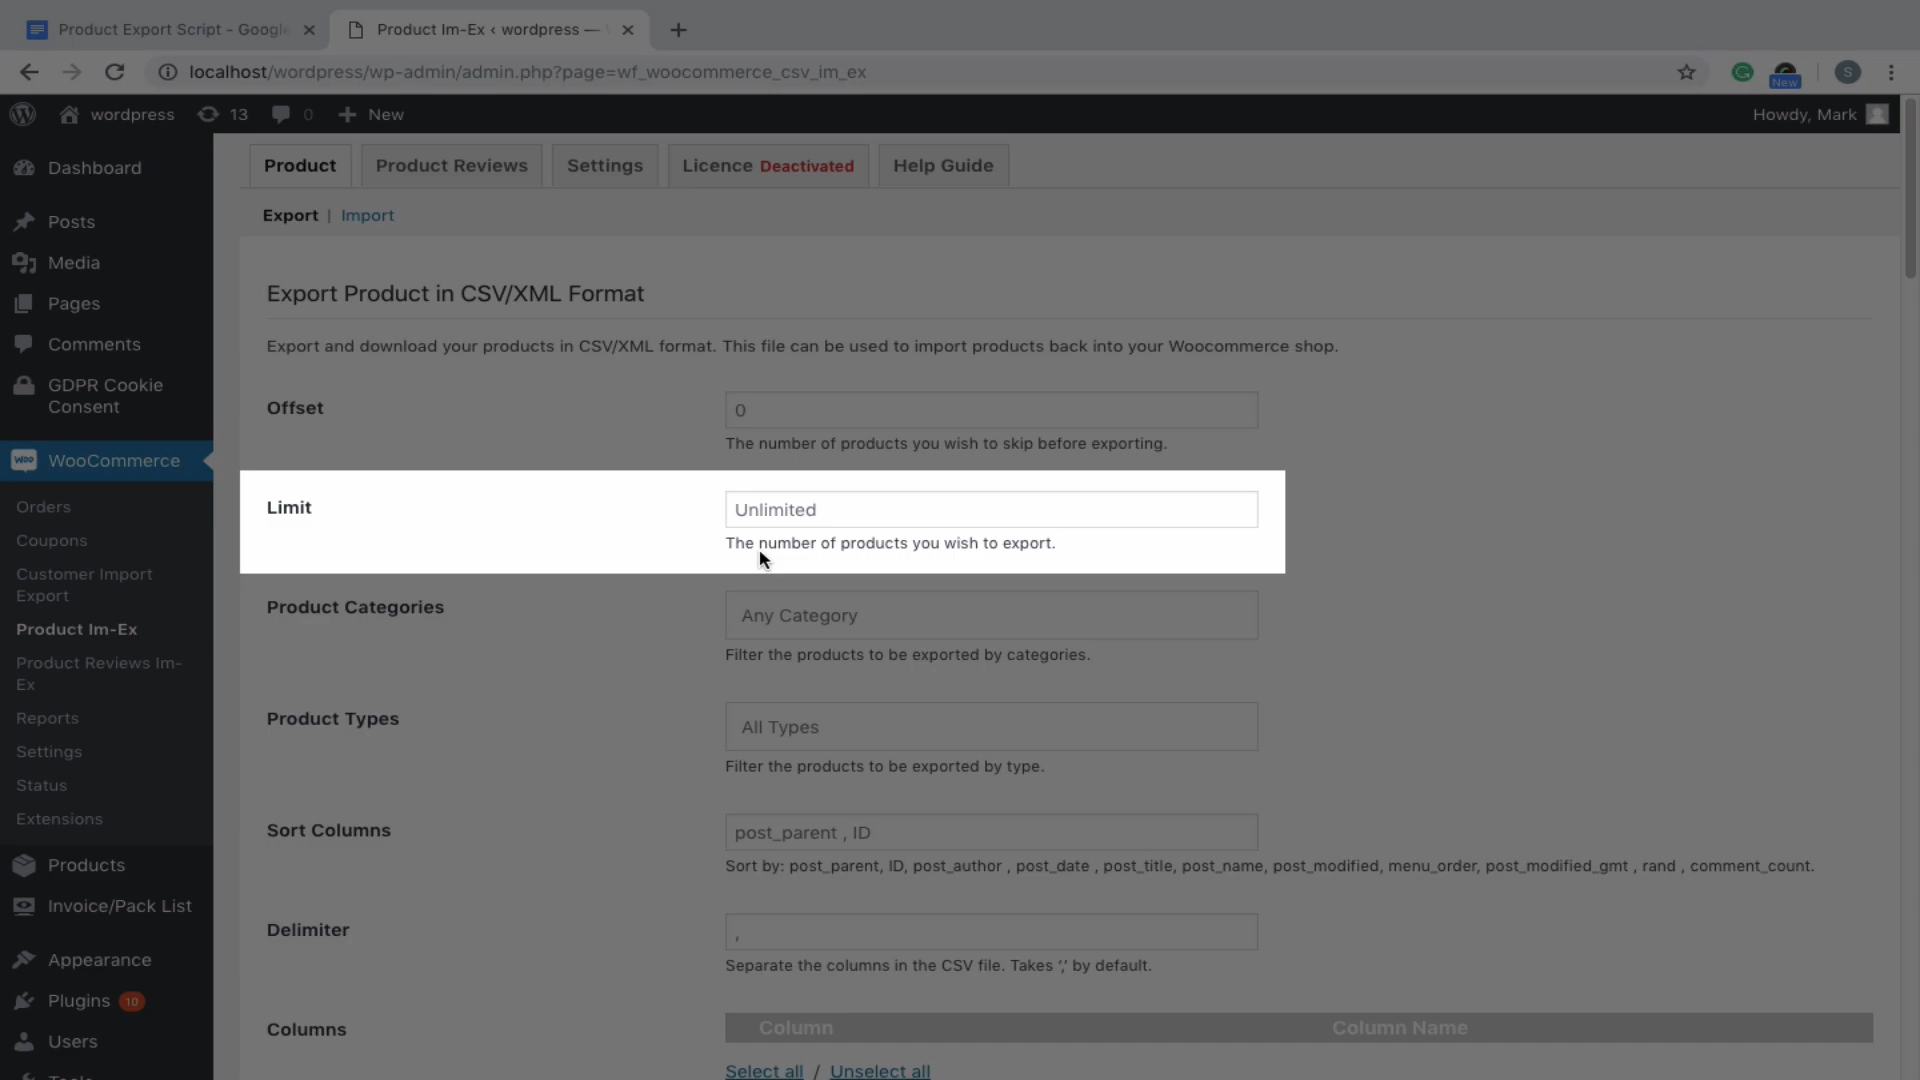 Product Export Script - Google
Product Im-Ex ‹ wordpress —
localhost/wordpress/wp-admin/admin.php?page=wf_woocommerce_csv_im_ex
New
S
wordpress
13
0
New
Howdy, Mark
Dashboard
Posts
Media
Pages
Comments
GDPR Cookie
Consent
Woo
WooCommerce
Orders
Coupons
Customer Import
Export
Product Im-Ex
Product Reviews Im-
Ex
Reports
Settings
Status
Extensions
Products
Invoice/Pack List
Appearance
Plugins 10
Users
Tools
Product
Product Reviews
Settings
Licence Deactivated
Help Guide
Export | Import
Export Product in CSV/XML Format
Export and download your products in CSV/XML format. This file can be used to import products back into your Woocommerce shop.
Offset
0
The number of products you wish to skip before exporting.
Limit
Unlimited
The number of products you wish to export.
Product Categories
Any Category
Filter the products to be exported by categories.
Product Types
All Types
Filter the products to be exported by type.
Sort Columns
post_parent , ID
Sort by: post_parent, ID, post_author , post_date , post_title, post_name, post_modified, menu_order, post_modified_gmt , rand , comment_count.
Delimiter
,
Separate the columns in the CSV file. Takes ‘,’ by default.
Columns
Column
Column Name
Select all / Unselect all